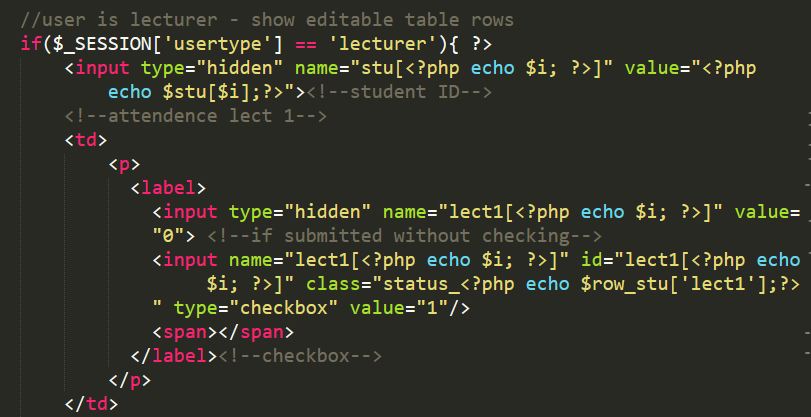 //user is lecturer - show editable table rows
if($_SESSION['usertype'] == 'lecturer'){ ?>
<input type="hidden" name="stu[<?php echo $i; ?>]" value="<?php
echo $stu[$i];?>"><!--student ID-->
<!--attendence lect 1-->
<td>
<p>
<label>
<input type="hidden" name="lect1[<?php echo $i; ?>]" value=
"0"> <!--if submitted without checking-->
<input name="lect1[<?php echo $i; ?>]" id="lect1[<?php echo
$i; ?>]" class="status_<?php echo $row_stu['lect1'];?>
" type="checkbox" value="1"/>
<span></span>
</label><!--checkbox-->
</p>
</td>